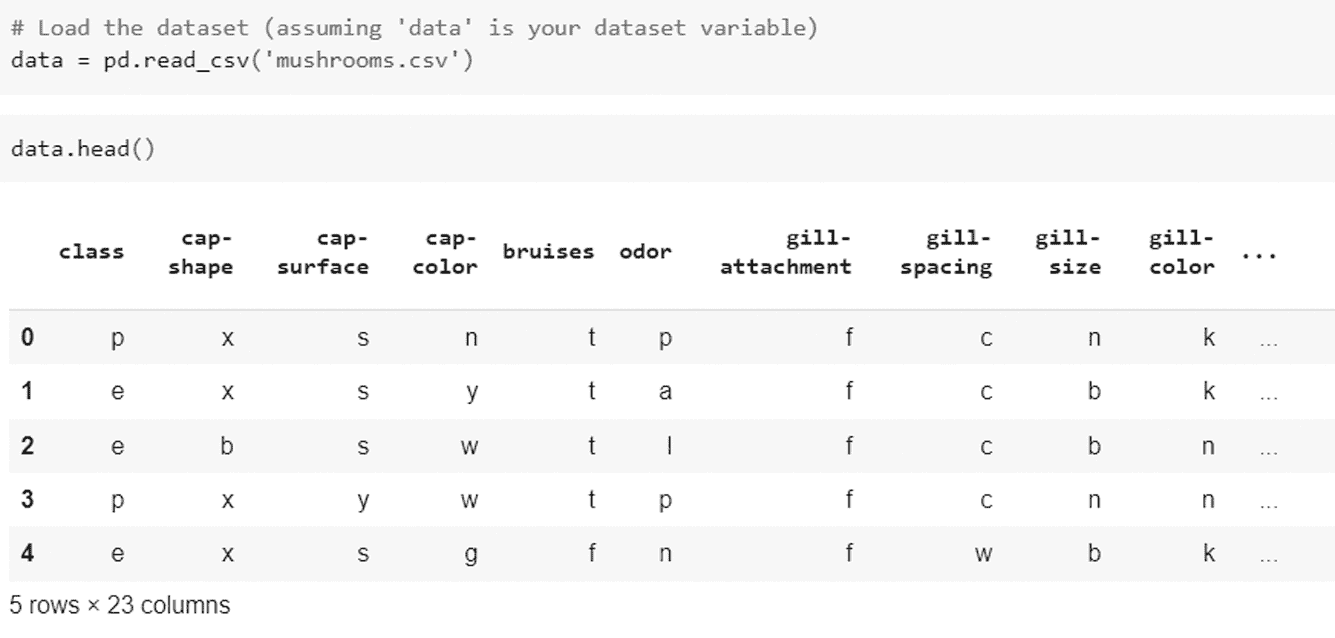 # Load the dataset (assuming 'data' is your dataset variable)
data = pd.read_csv('mushrooms.csv')
data.head()
class cap-shape cap-surface cap-color bruises odor gill-attachment gill-spacing gill-size gill-color ...
0 p x s n t p f c n k ...
1 e x s y t a f c b k ...
2 e b s w t l f c b n ...
3 p x y w t p f c n n ...
4 e x s g f n f w b k ...
5 rows × 23 columns